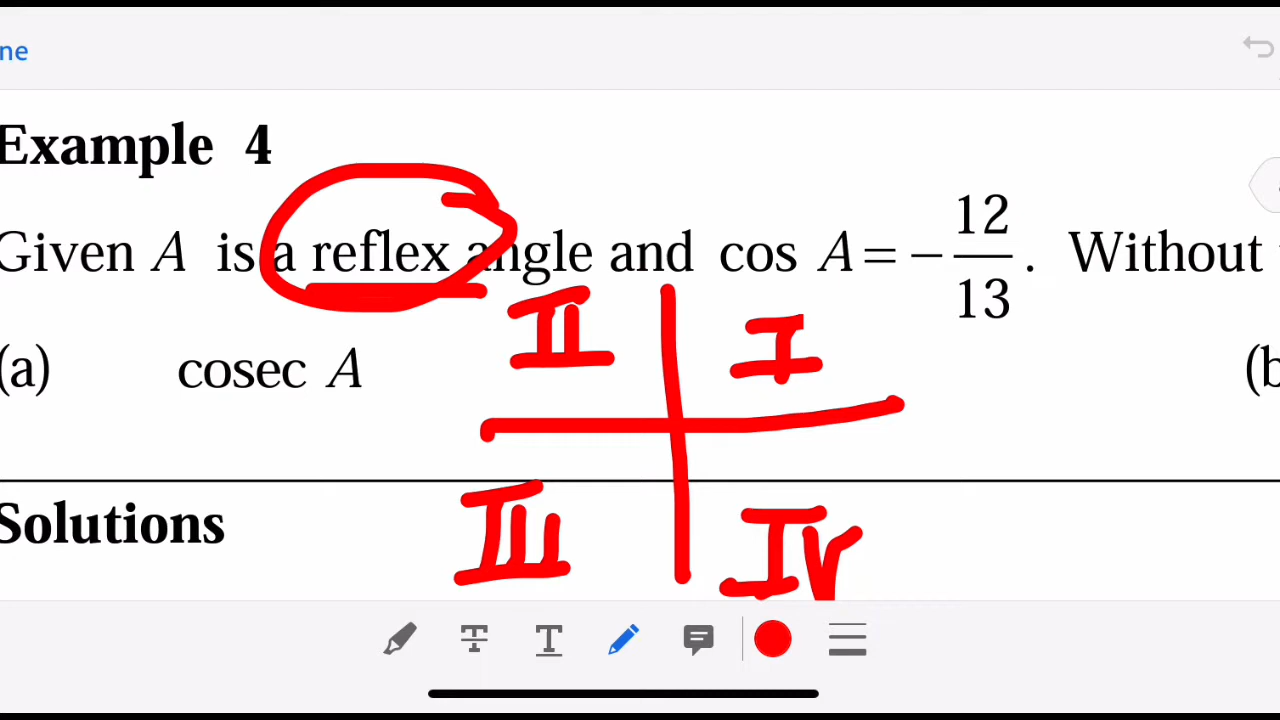 ne
Example 4
Given A is a reflex angle and cos A = - 12/13 . Without
(a) cosec A (b
II I
Solutions
III IV